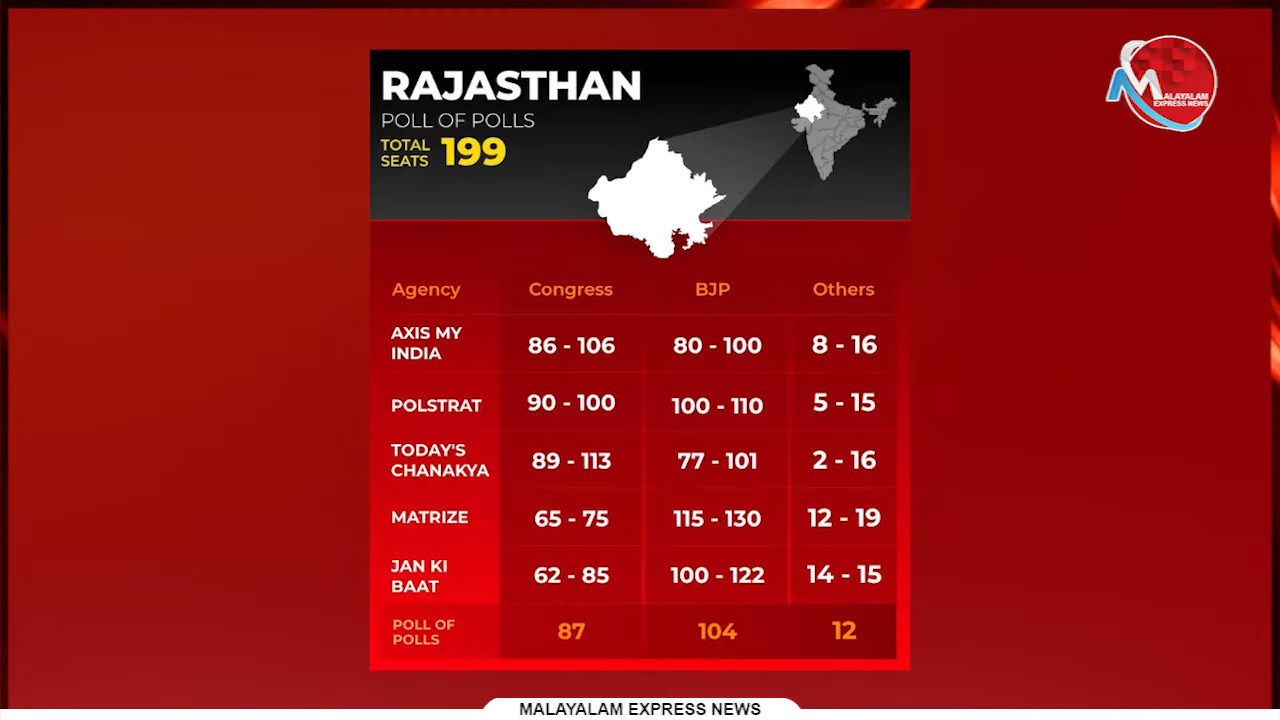 RAJASTHAN
POLL OF POLLS
TOTAL
SEATS 199
MALAYALAM
EXPRESS NEWS
Agency Congress BJP Others
AXIS MY
INDIA 86 - 106 80 - 100 8 - 16
POLSTRAT 90 - 100 100 - 110 5 - 15
TODAY'S
CHANAKYA 89 - 113 77 - 101 2 - 16
MATRIZE 65 - 75 115 - 130 12 - 19
JAN KI
BAAT 62 - 85 100 - 122 14 - 15
POLL OF
POLLS 87 104 12
MALAYALAM EXPRESS NEWS